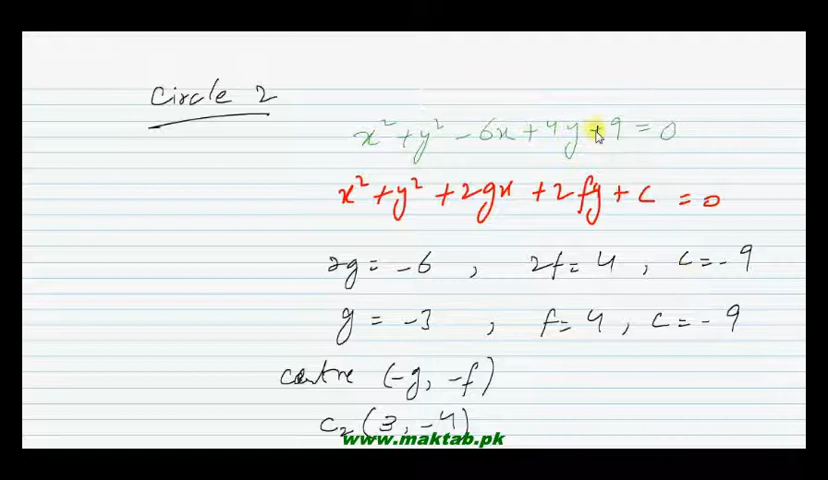 Circle 2
x² + y² - 6x + 4y + 9 = 0
x² + y² + 2gx + 2fy + c = 0
2g = -6 , 2f = 4 , c = -9
g = -3 , f = 4 , c = -9
centre (-g, -f)
c₂(3, -4)
www.maktab.pk